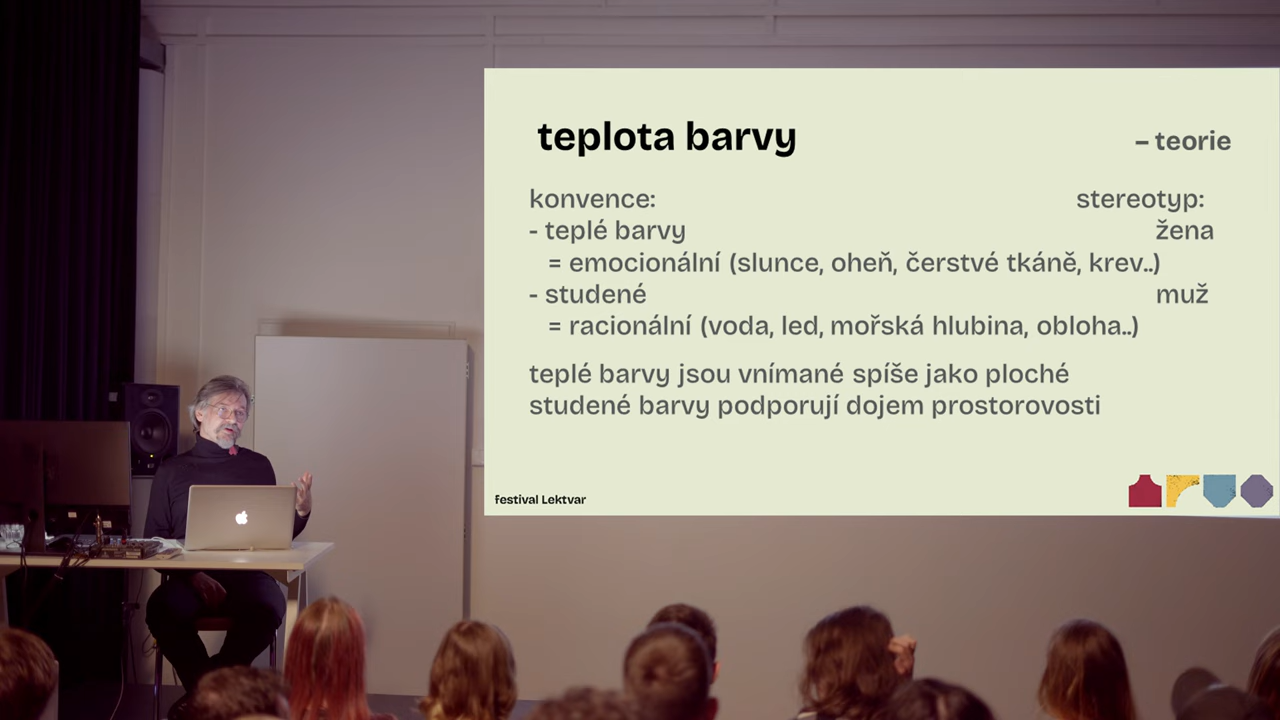 teplota barvy – teorie
konvence: stereotyp:
- teplé barvy žena
= emocionální (slunce, oheň, čerstvé tkáně, krev..)
- studené muž
= racionální (voda, led, mořská hlubina, obloha..)
teplé barvy jsou vnímané spíše jako ploché
studené barvy podporují dojem prostorovosti
festival Lektvar